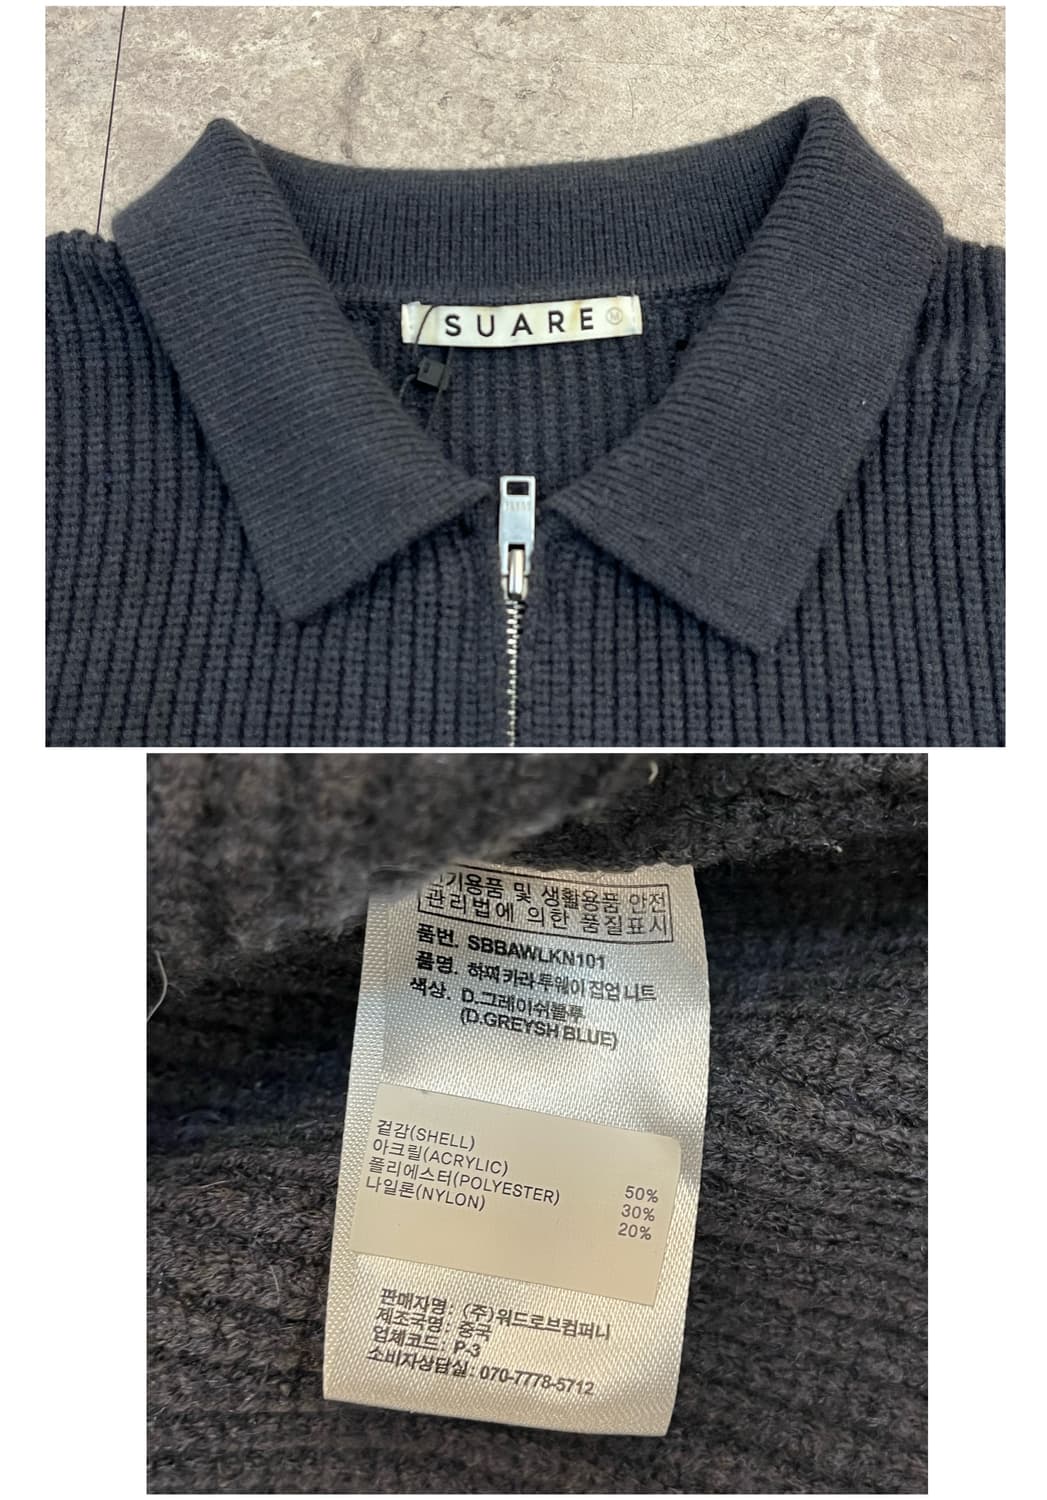 SUARE M
전기용품 및 생활용품 안전
관리법에 의한 품질표시
품번. SBBAWLKN101
품명. 하찌 카라 투웨이 집업 니트
색상. D.그레이쉬블루
(D.GREYSH BLUE)
겉감(SHELL)
아크릴(ACRYLIC) 50%
폴리에스터(POLYESTER) 30%
나일론(NYLON) 20%
판매자명: (주)워드로브컴퍼니
제조국명: 중국
업체코드: P-3
소비자상담실: 070-7778-5712